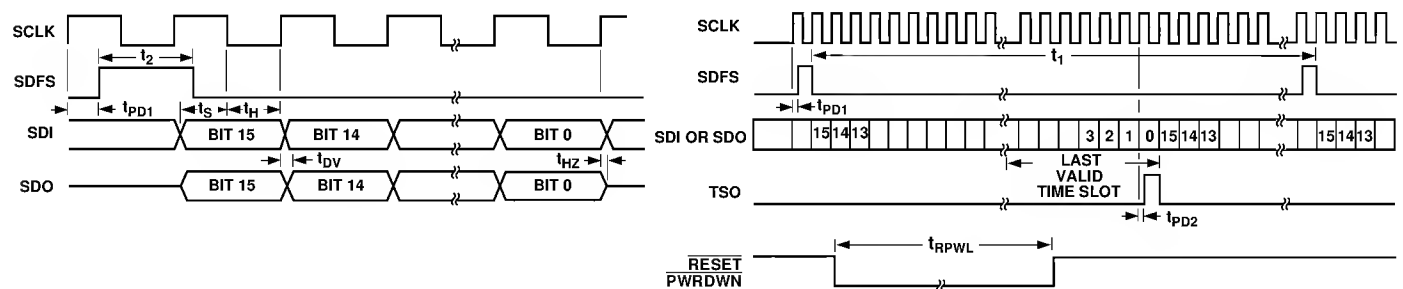 SCLK
t2
SDFS
tPD1
tS
tH
SDI
BIT 15
BIT 14
BIT 0
tDV
tHZ
SDO
BIT 15
BIT 14
BIT 0
SCLK
t1
SDFS
tPD1
SDI OR SDO
15 14 13
3 2 1 0 15 14 13
15 14 13
LAST
VALID
TIME SLOT
TSO
tPD2
tRPWL
RESET
PWRDWN